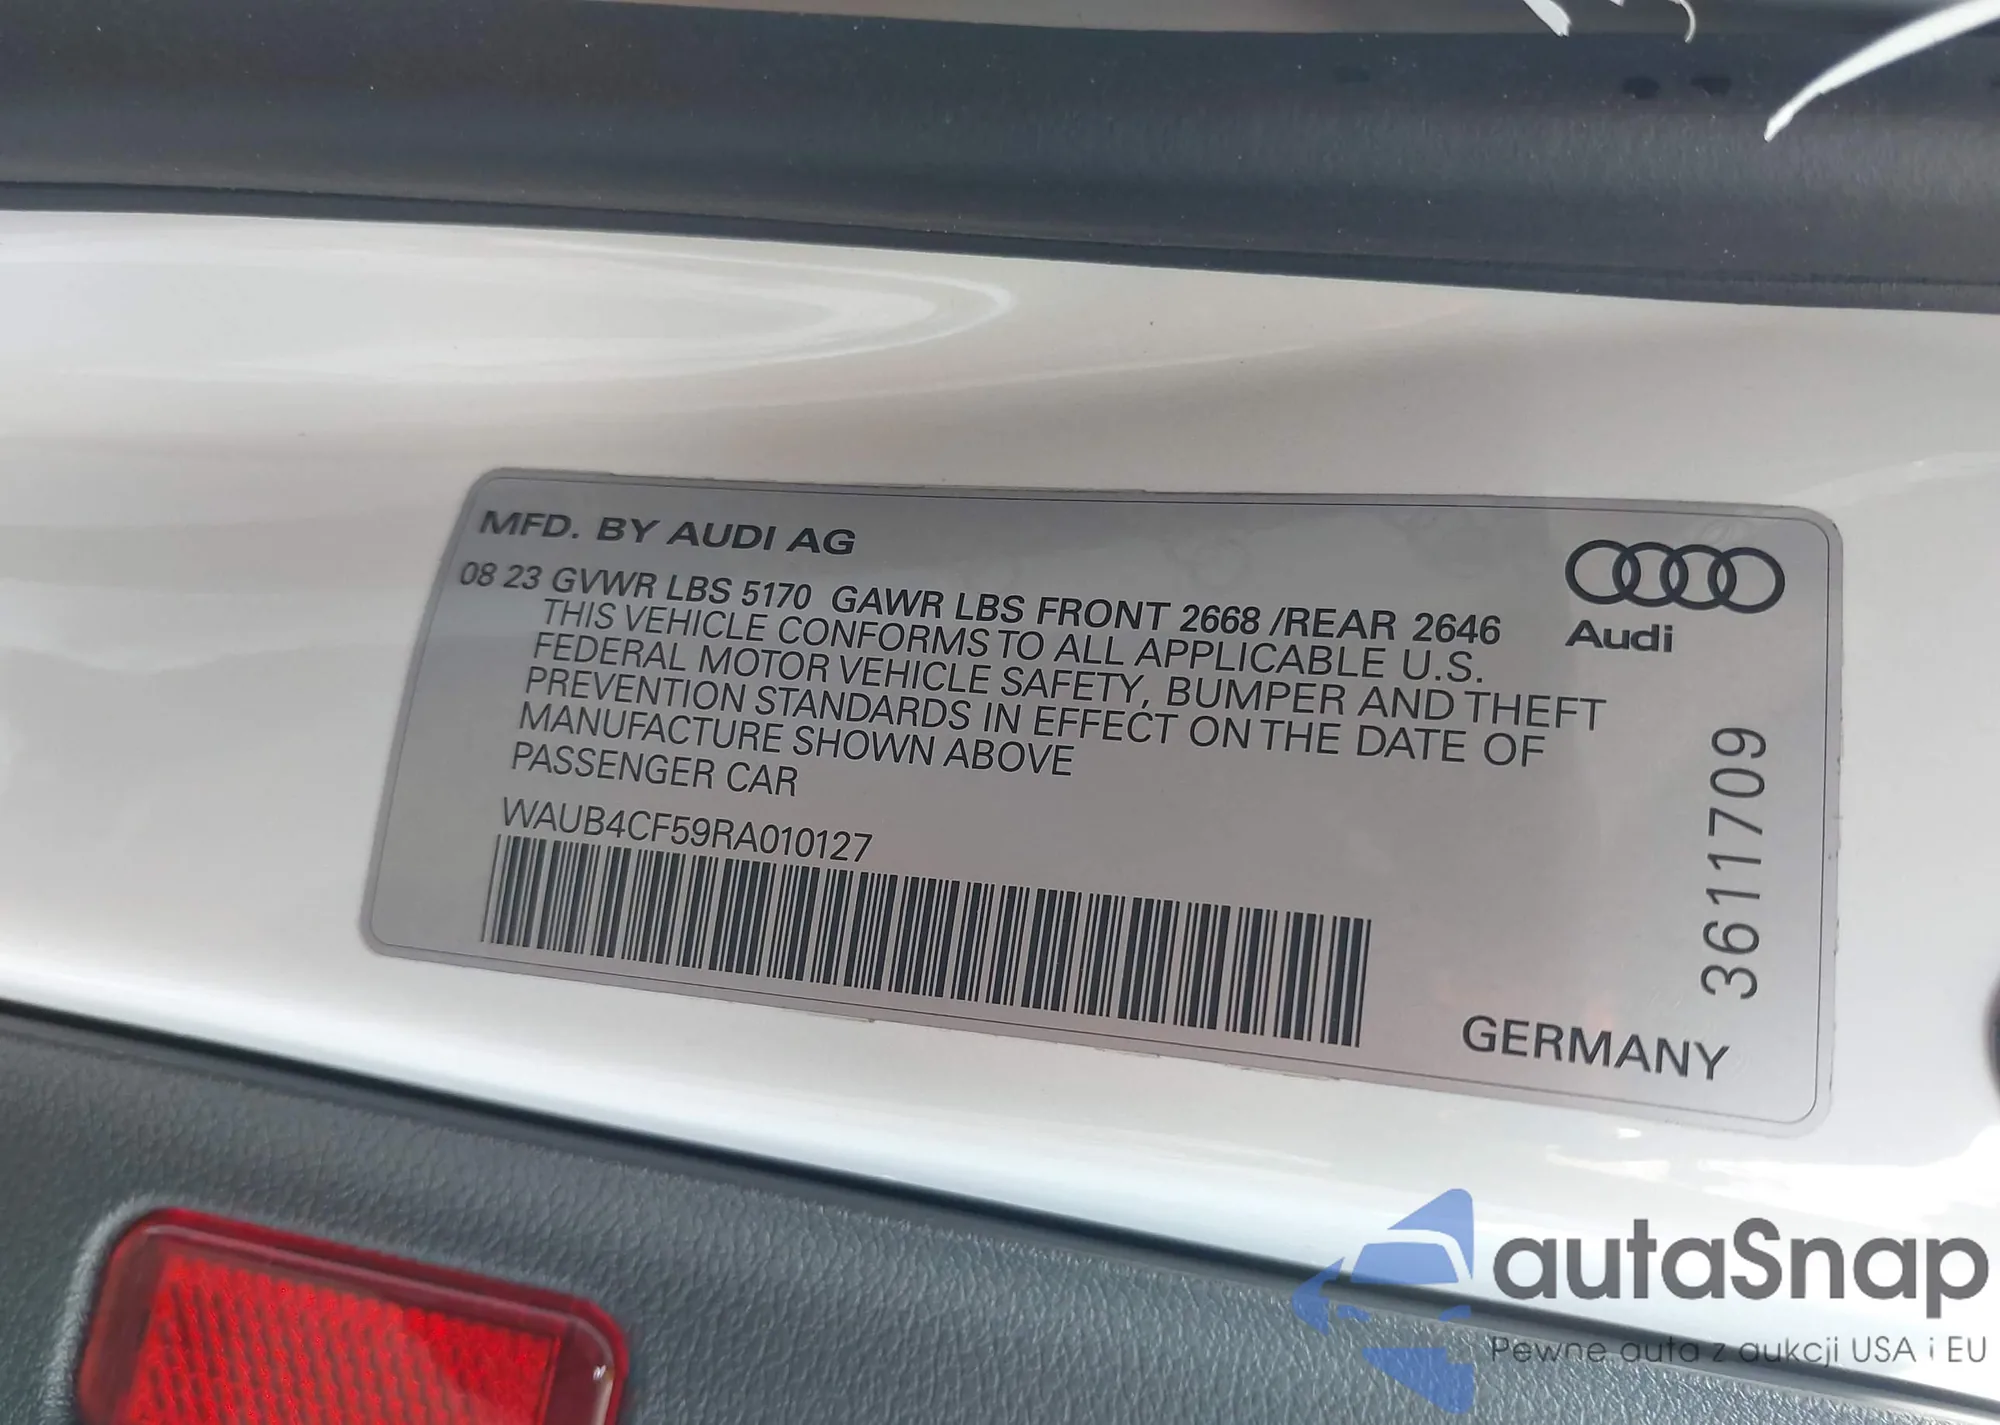 MFD. BY AUDI AG
08 23 GVWR LBS 5170 GAWR LBS FRONT 2668 /REAR 2646
THIS VEHICLE CONFORMS TO ALL APPLICABLE U.S.
FEDERAL MOTOR VEHICLE SAFETY, BUMPER AND THEFT
PREVENTION STANDARDS IN EFFECT ON THE DATE OF
MANUFACTURE SHOWN ABOVE
PASSENGER CAR
WAUB4CF59RA010127
Audi
3611709
GERMANY
autaSnap
Pewne auta z aukcji USA i EU